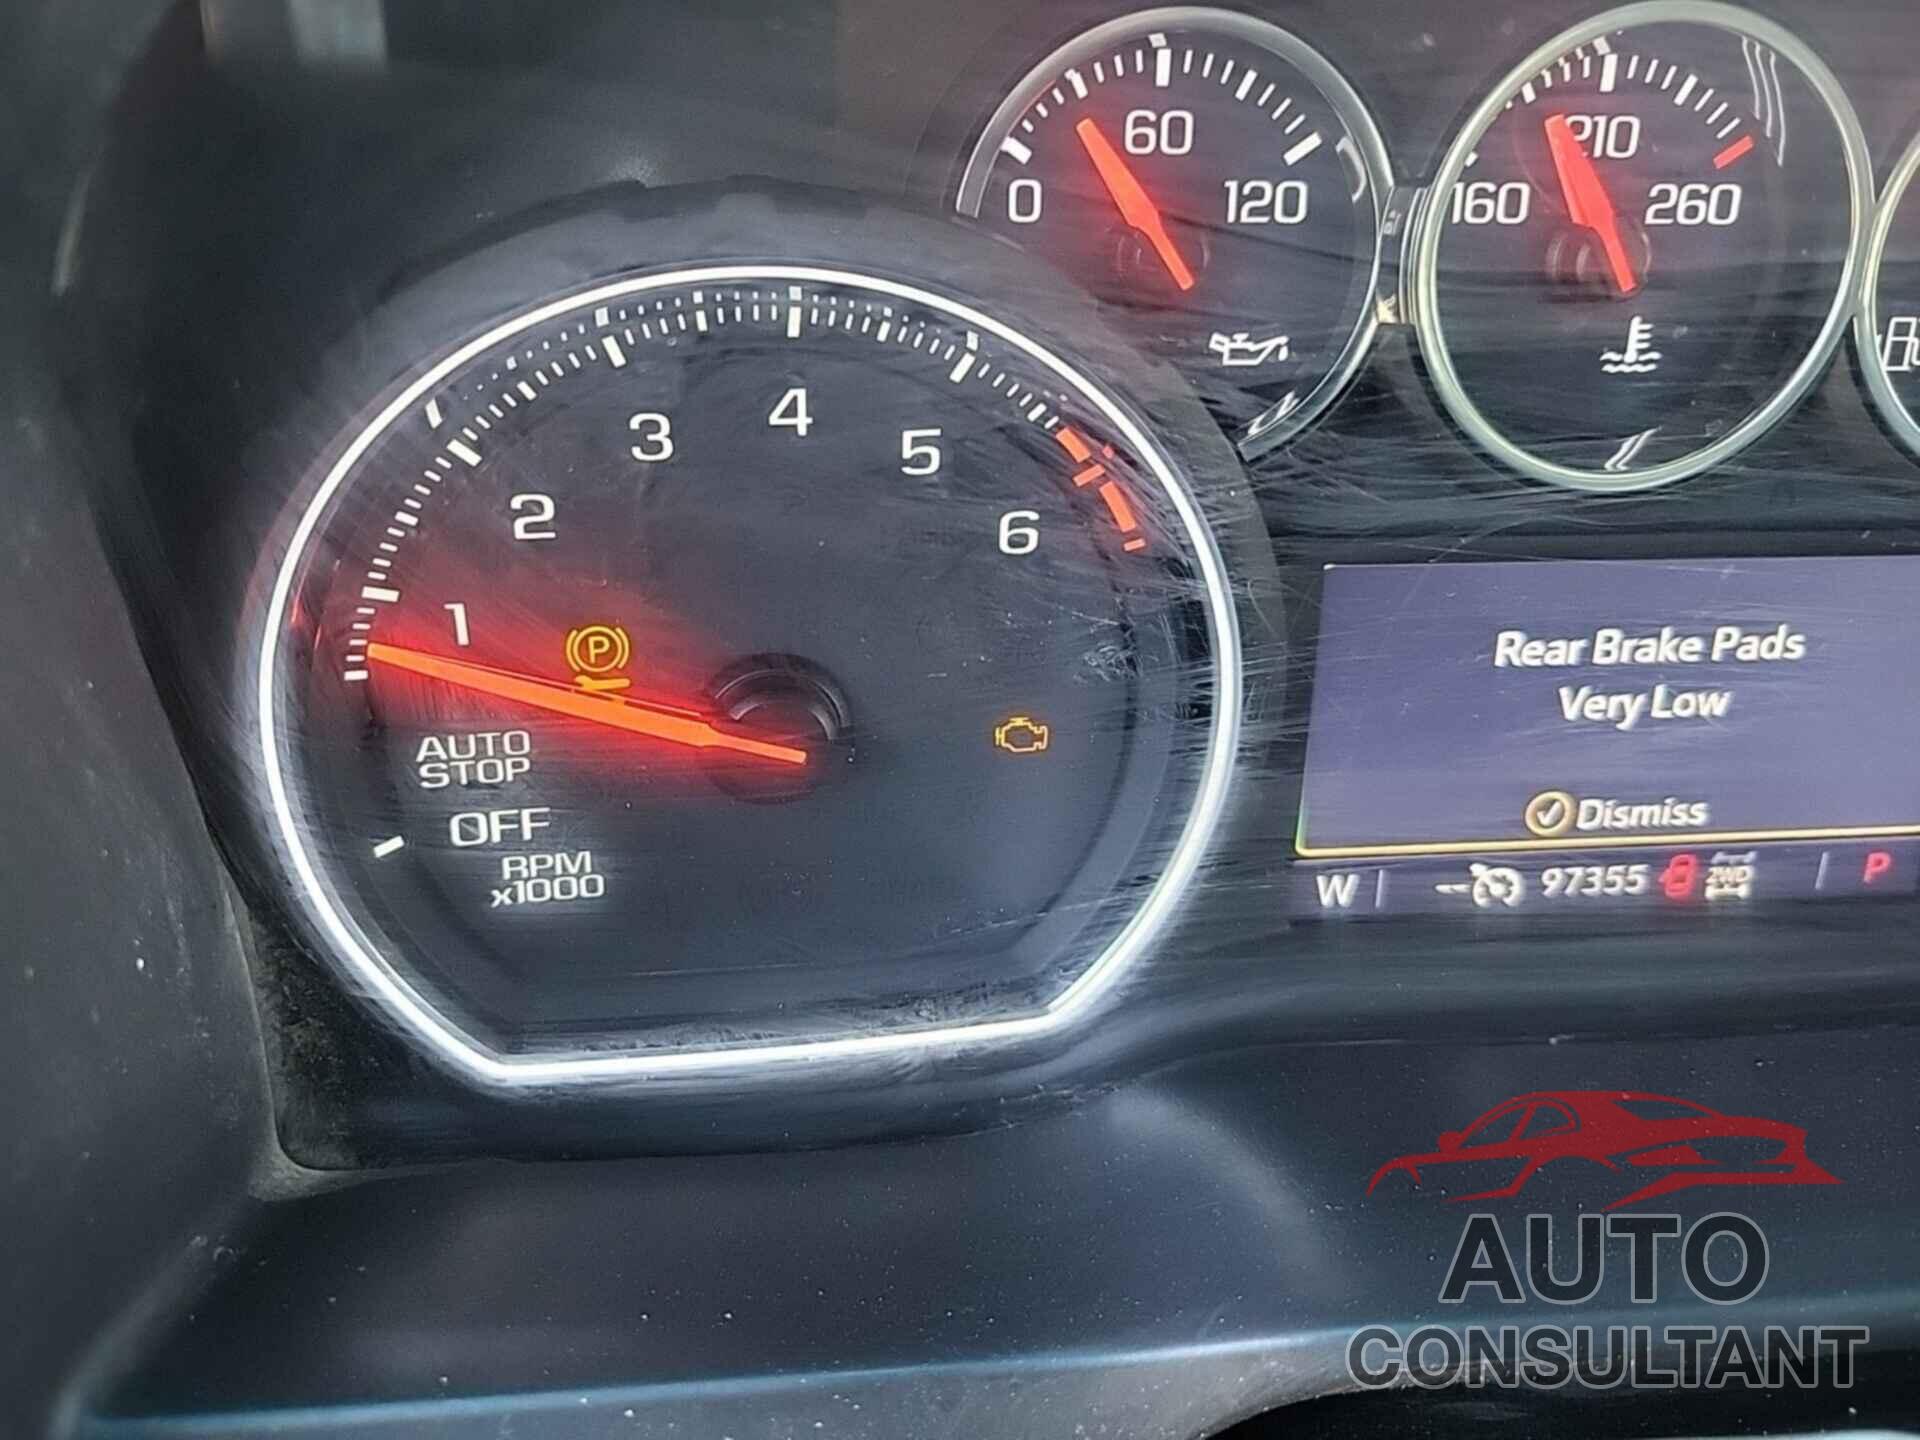 0 60 120
160 210 260
1 2 3 4 5 6
P
AUTO
STOP
OFF
RPM
x1000
Rear Brake Pads
Very Low
Dismiss
W 97355 2WD P
AUTO
CONSULTANT